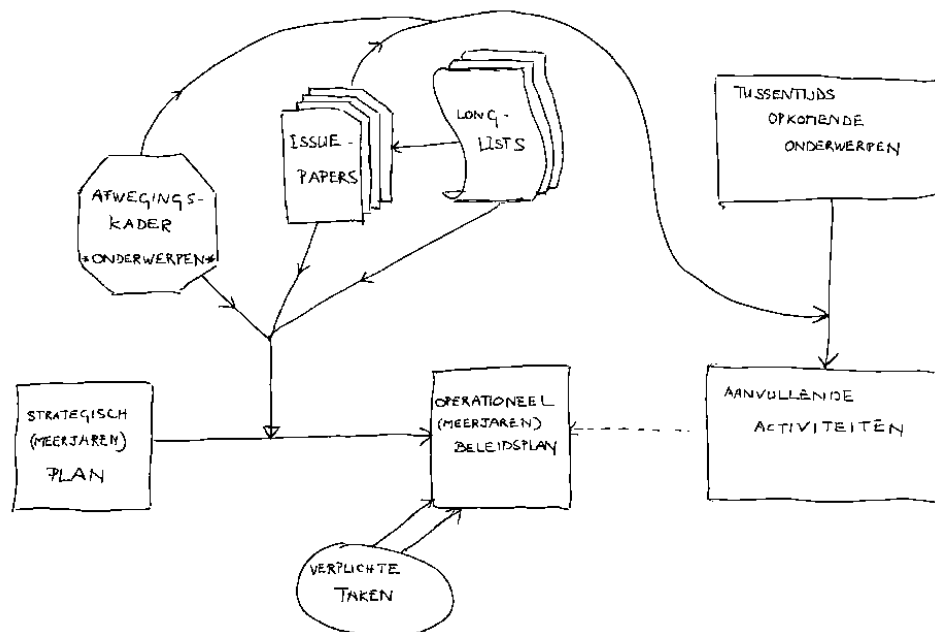 ISSUE-
PAPERS
LONG-
LISTS
TUSSENTIJDS
OPKOMENDE
ONDERWERPEN
AFWEGINGS-
KADER
*ONDERWERPEN*
STRATEGISCH
(MEERJAREN)
PLAN
OPERATIONEEL
(MEERJAREN)
BELEIDSPLAN
AANVULLENDE
ACTIVITEITEN
VERPLICHTE
TAKEN